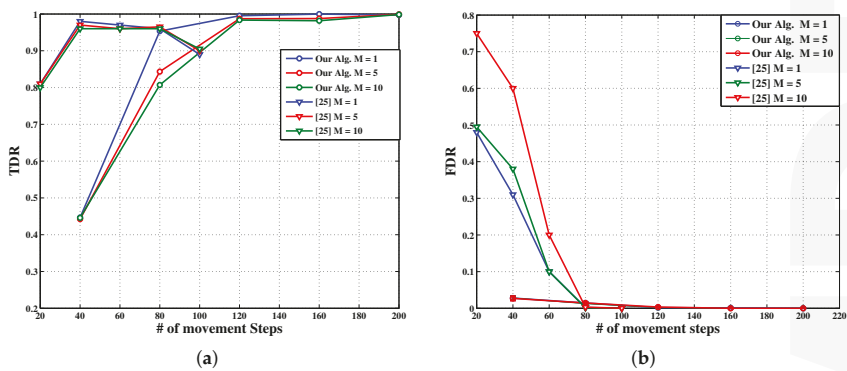 1
0.9
0.8
0.7
0.6
0.5
0.4
0.3
0.2
TDR
20 40 60 80 100 120 140 160 180 200
# of movement Steps
Our Alg. M = 1
Our Alg. M = 5
Our Alg. M = 10
[25] M = 1
[25] M = 5
[25] M = 10
(a)
0.8
0.7
0.6
0.5
0.4
0.3
0.2
0.1
0
FDR
20 40 60 80 100 120 140 160 180 200 220
# of movement steps
Our Alg. M = 1
Our Alg. M = 5
Our Alg. M = 10
[25] M = 1
[25] M = 5
[25] M = 10
(b)